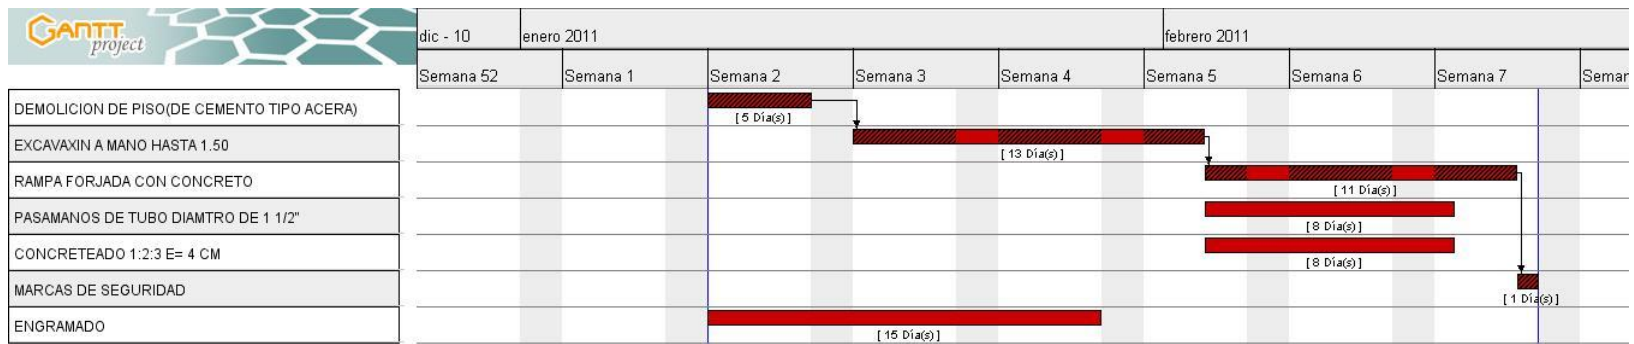 GANTT
project
dic - 10
enero 2011
febrero 2011
Semana 52
Semana 1
Semana 2
Semana 3
Semana 4
Semana 5
Semana 6
Semana 7
Seman
DEMOLICION DE PISO(DE CEMENTO TIPO ACERA)
[ 5 Día(s) ]
EXCAVAXIN A MANO HASTA 1.50
[ 13 Día(s) ]
RAMPA FORJADA CON CONCRETO
[ 11 Día(s) ]
PASAMANOS DE TUBO DIAMTRO DE 1 1/2"
[ 8 Día(s) ]
CONCRETEADO 1:2:3 E= 4 CM
[ 8 Día(s) ]
MARCAS DE SEGURIDAD
[ 1 Día(s) ]
ENGRAMADO
[ 15 Día(s) ]